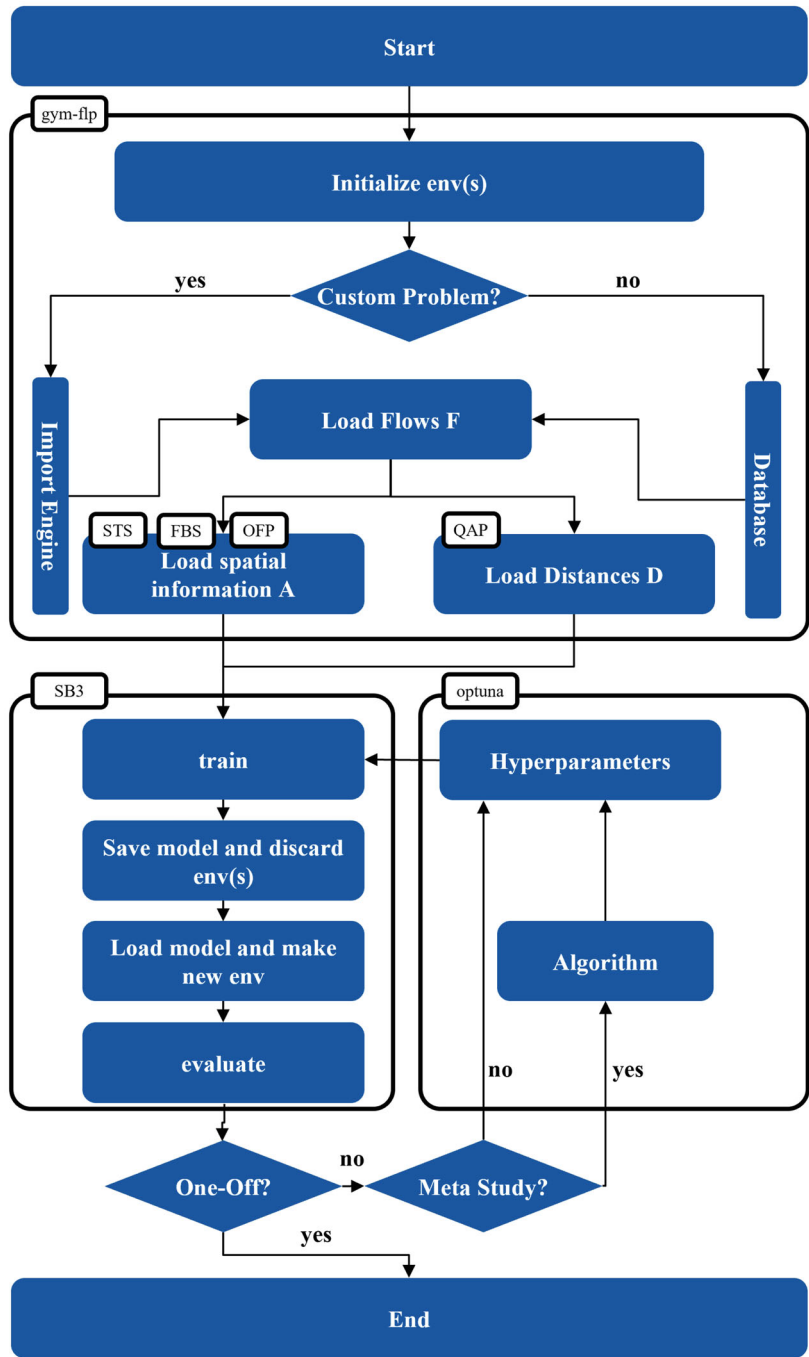 Start
gym-flp
Initialize env(s)
yes
Custom Problem?
no
Import Engine
Load Flows F
Database
STS
FBS
OFP
Load spatial
information A
QAP
Load Distances D
SB3
train
Save model and discard
env(s)
Load model and make
new env
evaluate
optuna
Hyperparameters
Algorithm
no
yes
One-Off?
no
Meta Study?
yes
End